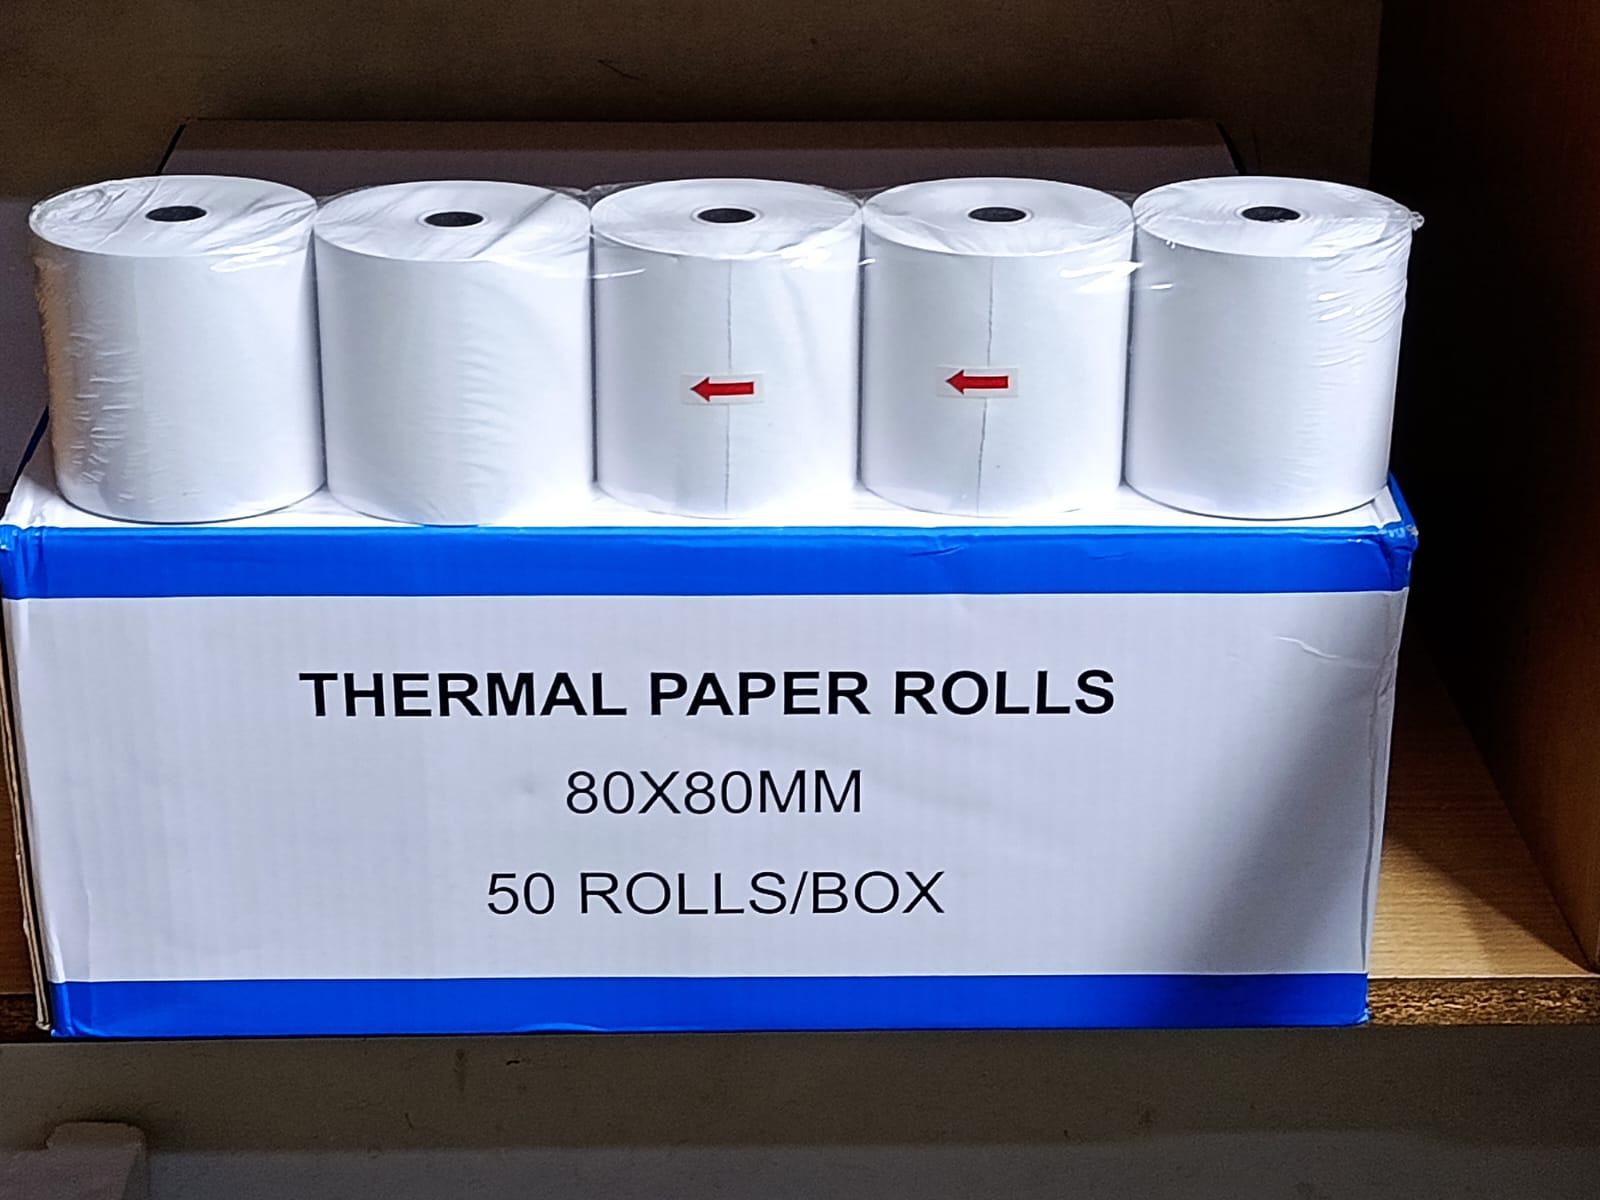 THERMAL PAPER ROLLS
80X80MM
50 ROLLS/BOX